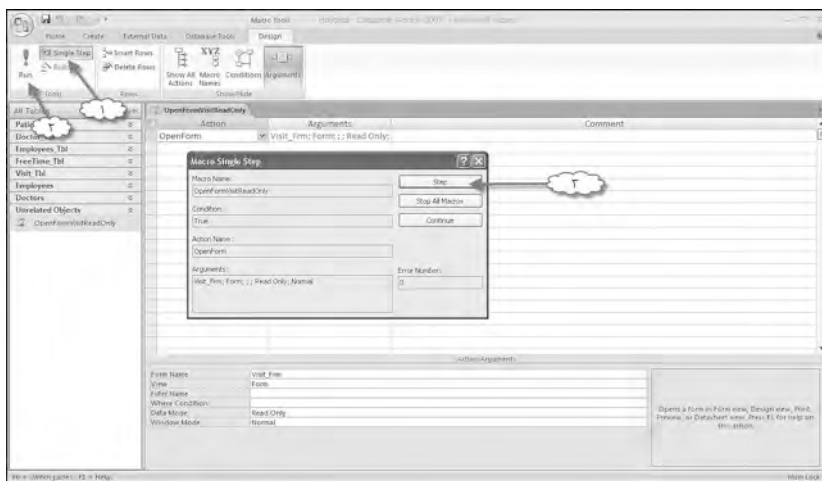 Macro Tools
Home Create External Data Database Tools Design
Single Step
Smart Rows
Delete Rows
Run
Show All Actions
Macro Names
Conditions
Arguments
Tools
Rows
Show/Hide
۱
۲
All Tables
Employees_Tbl
FreeTime_Tbl
Visit_Tbl
Employees
Doctors
Unrelated Objects
OpenFormVisitReadOnly
OpenFormVisitReadOnly
Action Arguments Comment
OpenForm Visit_Frm; Form; ; ; Read Only;
Macro Single Step
Macro Name:
OpenFormVisitReadOnly
Condition:
True
Action Name:
OpenForm
Arguments:
Visit_Frm; Form; ; ; Read Only; Normal
Step
Stop All Macros
Continue
Error Number:
0
۳
Action Arguments
Form Name Visit_Frm
View Form
Filter Name
Where Condition
Data Mode Read Only
Window Mode Normal
Opens a form in Form view, Design view, Print Preview, or Datasheet view. Press F1 for help on this action.
F6 = Switch panes. F1 = Help.
Num Lock